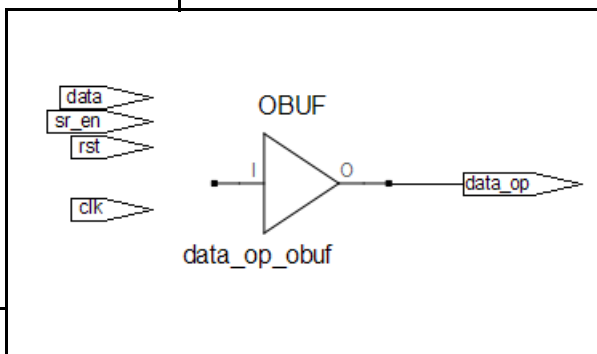 data
sr_en
rst
clk
OBUF
I
O
data_op
data_op_obuf